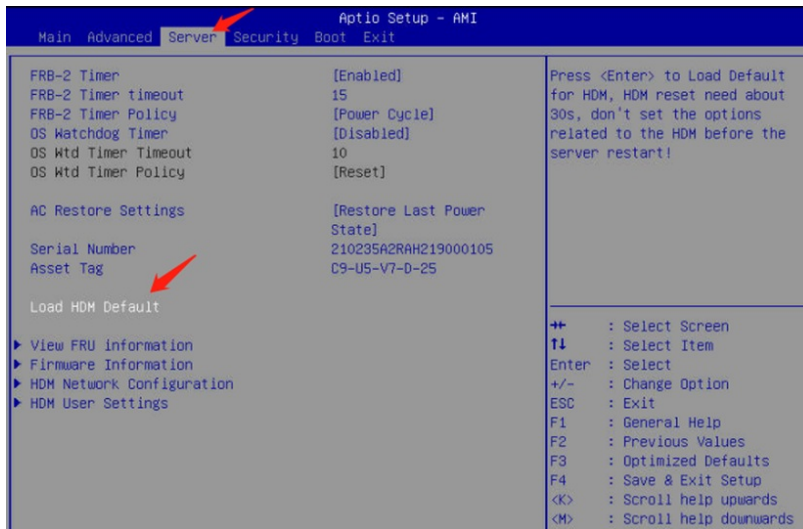 Aptio Setup - AMI
Main Advanced Server Security Boot Exit
FRB-2 Timer [Enabled]
FRB-2 Timer timeout 15
FRB-2 Timer Policy [Power Cycle]
OS Watchdog Timer [Disabled]
OS Wtd Timer Timeout 10
OS Wtd Timer Policy [Reset]
AC Restore Settings [Restore Last Power
State]
Serial Number 210235A2RAH219000105
Asset Tag C9-U5-V7-D-25
Load HDM Default
View FRU information
Firmware Information
HDM Network Configuration
HDM User Settings
Press <Enter> to Load Default
for HDM, HDM reset need about
30s, don't set the options
related to the HDM before the
server restart!
→←: Select Screen
↑↓: Select Item
Enter : Select
+/- : Change Option
ESC : Exit
F1 : General Help
F2 : Previous Values
F3 : Optimized Defaults
F4 : Save & Exit Setup
<K> : Scroll help upwards
<M> : Scroll help downwards